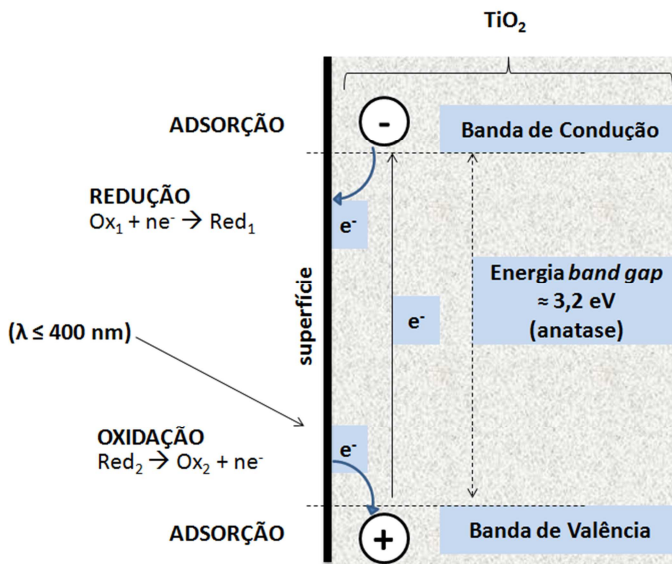 TiO₂
-
ADSORÇÃO
Banda de Condução
REDUÇÃO
Ox₁ + ne⁻ → Red₁
e⁻
Energia band gap
≈ 3,2 eV
(anatase)
superfície
e⁻
(λ ≤ 400 nm)
OXIDAÇÃO
Red₂ → Ox₂ + ne⁻
e⁻
ADSORÇÃO
+
Banda de Valência